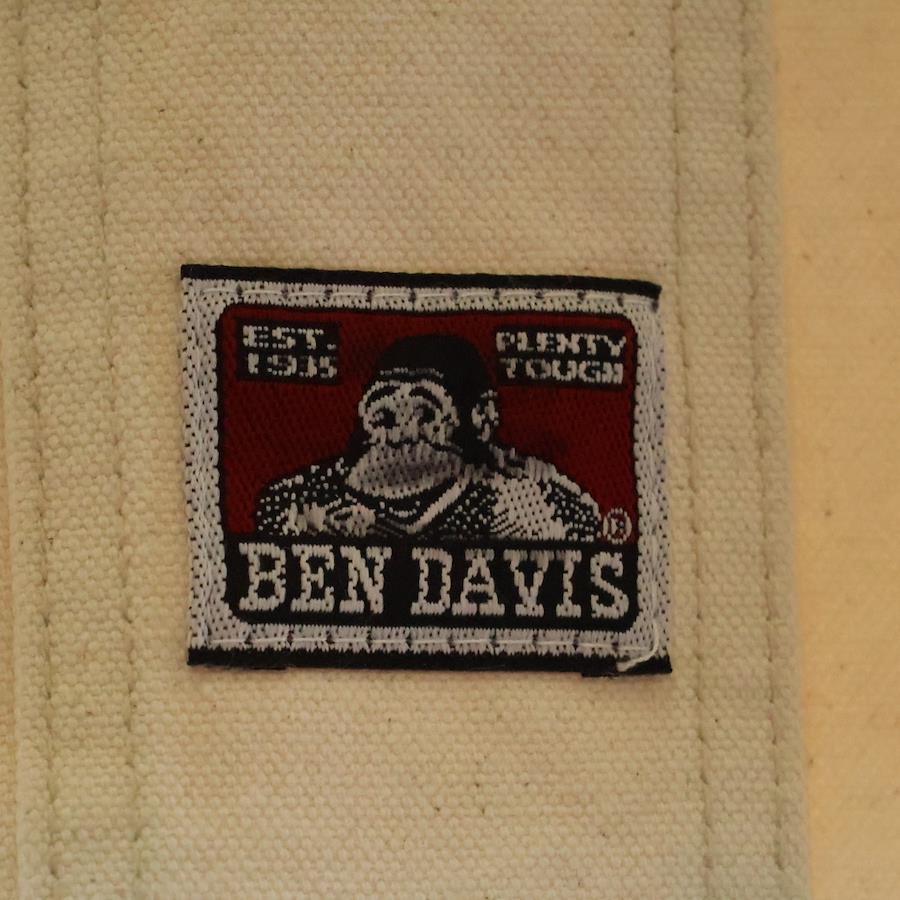 EST.
1935
PLENTY
TOUGH
®
BEN DAVIS